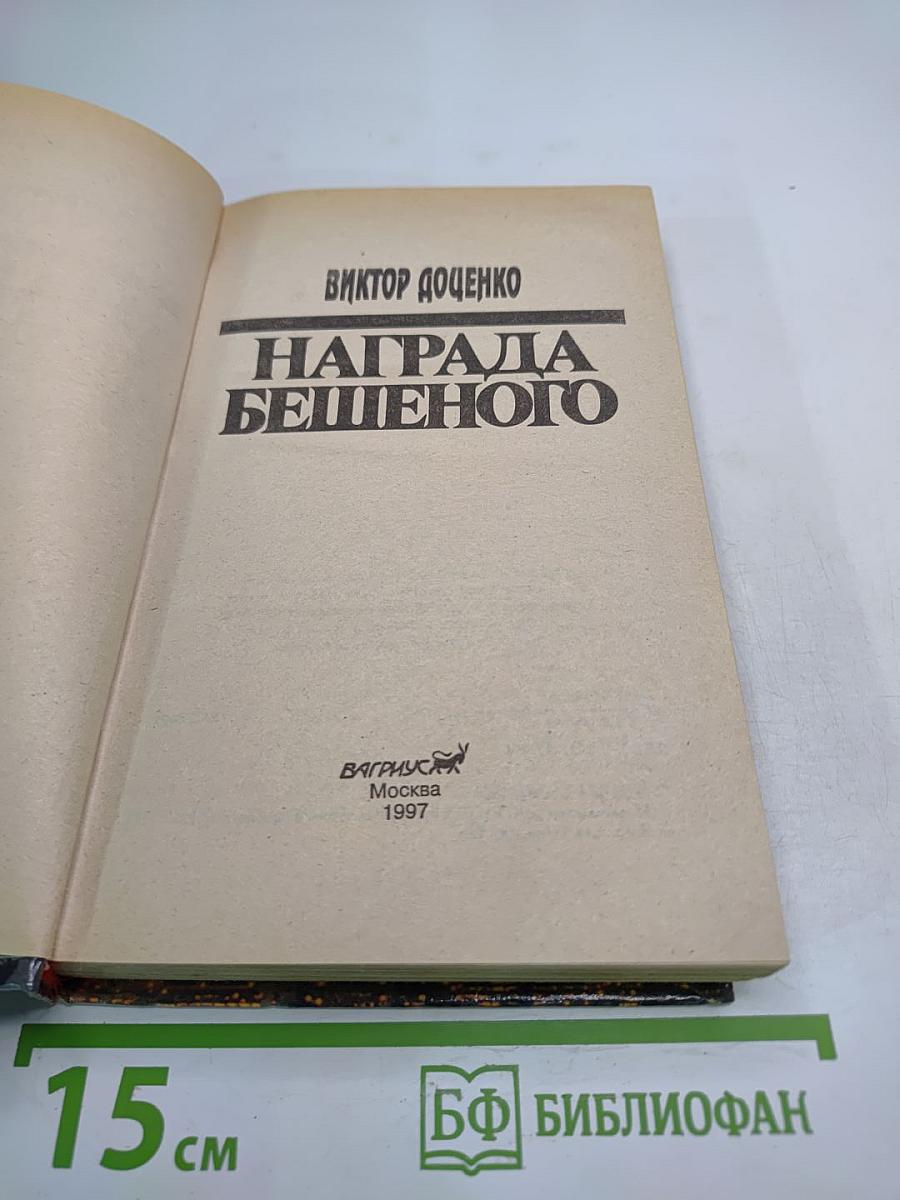 ВИКТОР ДОЦЕНКО
НАГРАДА
БЕШЕНОГО
ВАГРИУС
Москва
1997
15 см
БФ БИБЛИОФАН